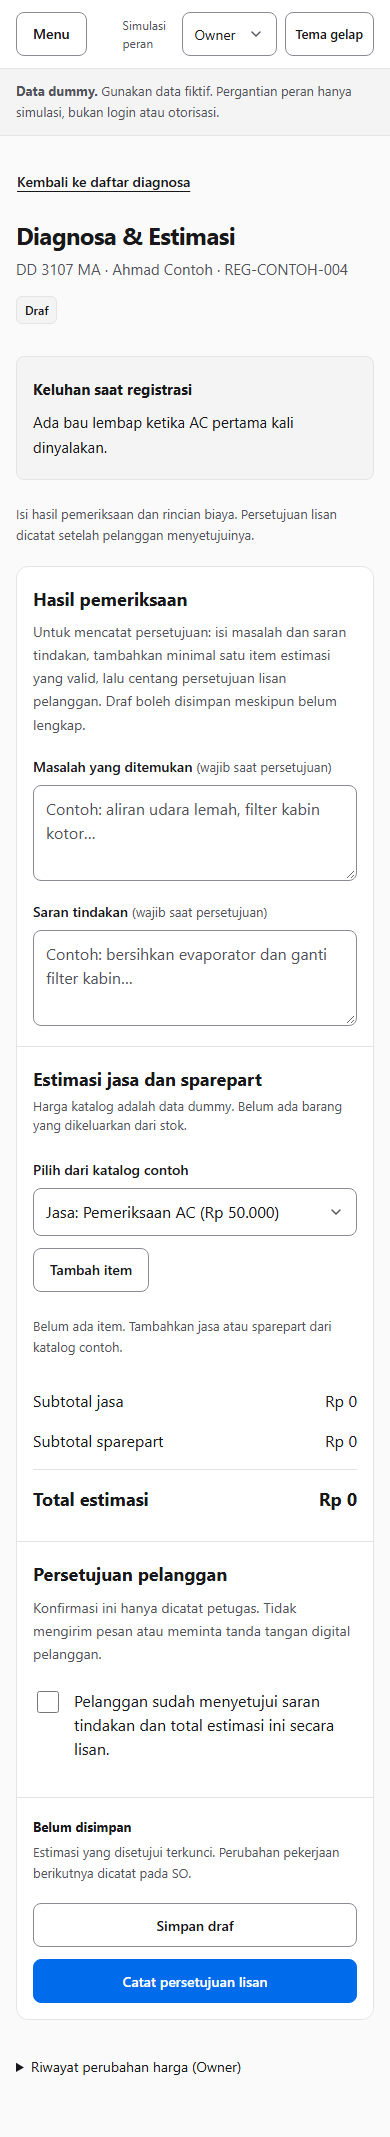 Menu
Simulasi
peran
Owner
Tema gelap
Data dummy. Gunakan data fiktif. Pergantian peran hanya
simulasi, bukan login atau otorisasi.
Kembali ke daftar diagnosa
Diagnosa & Estimasi
DD 3107 MA · Ahmad Contoh · REG-CONTOH-004
Draf
Keluhan saat registrasi
Ada bau lembap ketika AC pertama kali
dinyalakan.
Isi hasil pemeriksaan dan rincian biaya. Persetujuan lisan
dicatat setelah pelanggan menyetujuinya.
Hasil pemeriksaan
Untuk mencatat persetujuan: isi masalah dan saran
tindakan, tambahkan minimal satu item estimasi
yang valid, lalu centang persetujuan lisan
pelanggan. Draf boleh disimpan meskipun belum
lengkap.
Masalah yang ditemukan (wajib saat persetujuan)
Contoh: aliran udara lemah, filter kabin
kotor...
Saran tindakan (wajib saat persetujuan)
Contoh: bersihkan evaporator dan ganti
filter kabin...
Estimasi jasa dan sparepart
Harga katalog adalah data dummy. Belum ada barang
yang dikeluarkan dari stok.
Pilih dari katalog contoh
Jasa: Pemeriksaan AC (Rp 50.000)
Tambah item
Belum ada item. Tambahkan jasa atau sparepart dari
katalog contoh.
Subtotal jasa Rp 0
Subtotal sparepart Rp 0
Total estimasi Rp 0
Persetujuan pelanggan
Konfirmasi ini hanya dicatat petugas. Tidak
mengirim pesan atau meminta tanda tangan digital
pelanggan.
Pelanggan sudah menyetujui saran
tindakan dan total estimasi ini secara
lisan.
Belum disimpan
Estimasi yang disetujui terkunci. Perubahan pekerjaan
berikutnya dicatat pada SO.
Simpan draf
Catat persetujuan lisan
Riwayat perubahan harga (Owner)